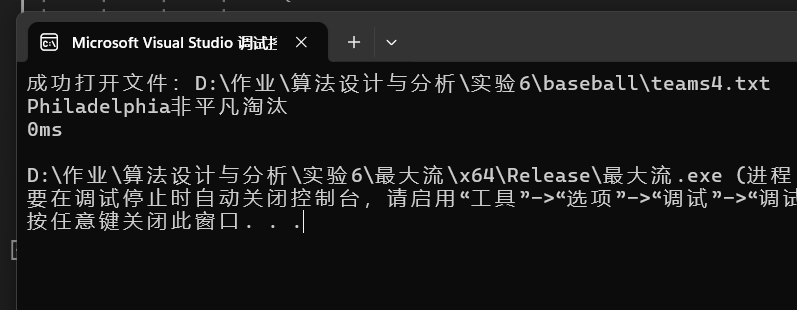 Microsoft Visual Studio 调试
成功打开文件：D:\作业\算法设计与分析\实验6\baseball\teams4.txt
Philadelphia非平凡淘汰
0ms
D:\作业\算法设计与分析\实验6\最大流\x64\Release\最大流.exe (进程
要在调试停止时自动关闭控制台，请启用“工具”->“选项”->“调试”->“调试
按任意键关闭此窗口. . .